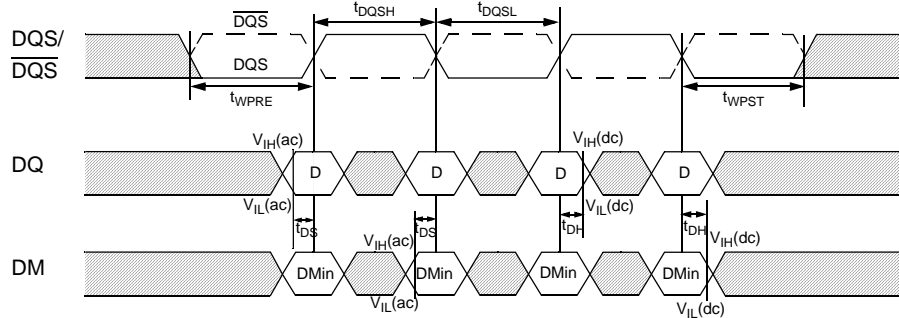 DQS/
DQS
DQS
DQS
tDQSH
tDQSL
tWPRE
tWPST
DQ
VIH(ac)
VIL(ac)
D
D
D
D
VIH(dc)
VIL(dc)
tDS
tDS
tDH
tDH
DM
VIH(ac)
VIL(ac)
DMin
DMin
DMin
DMin
VIH(dc)
VIL(dc)